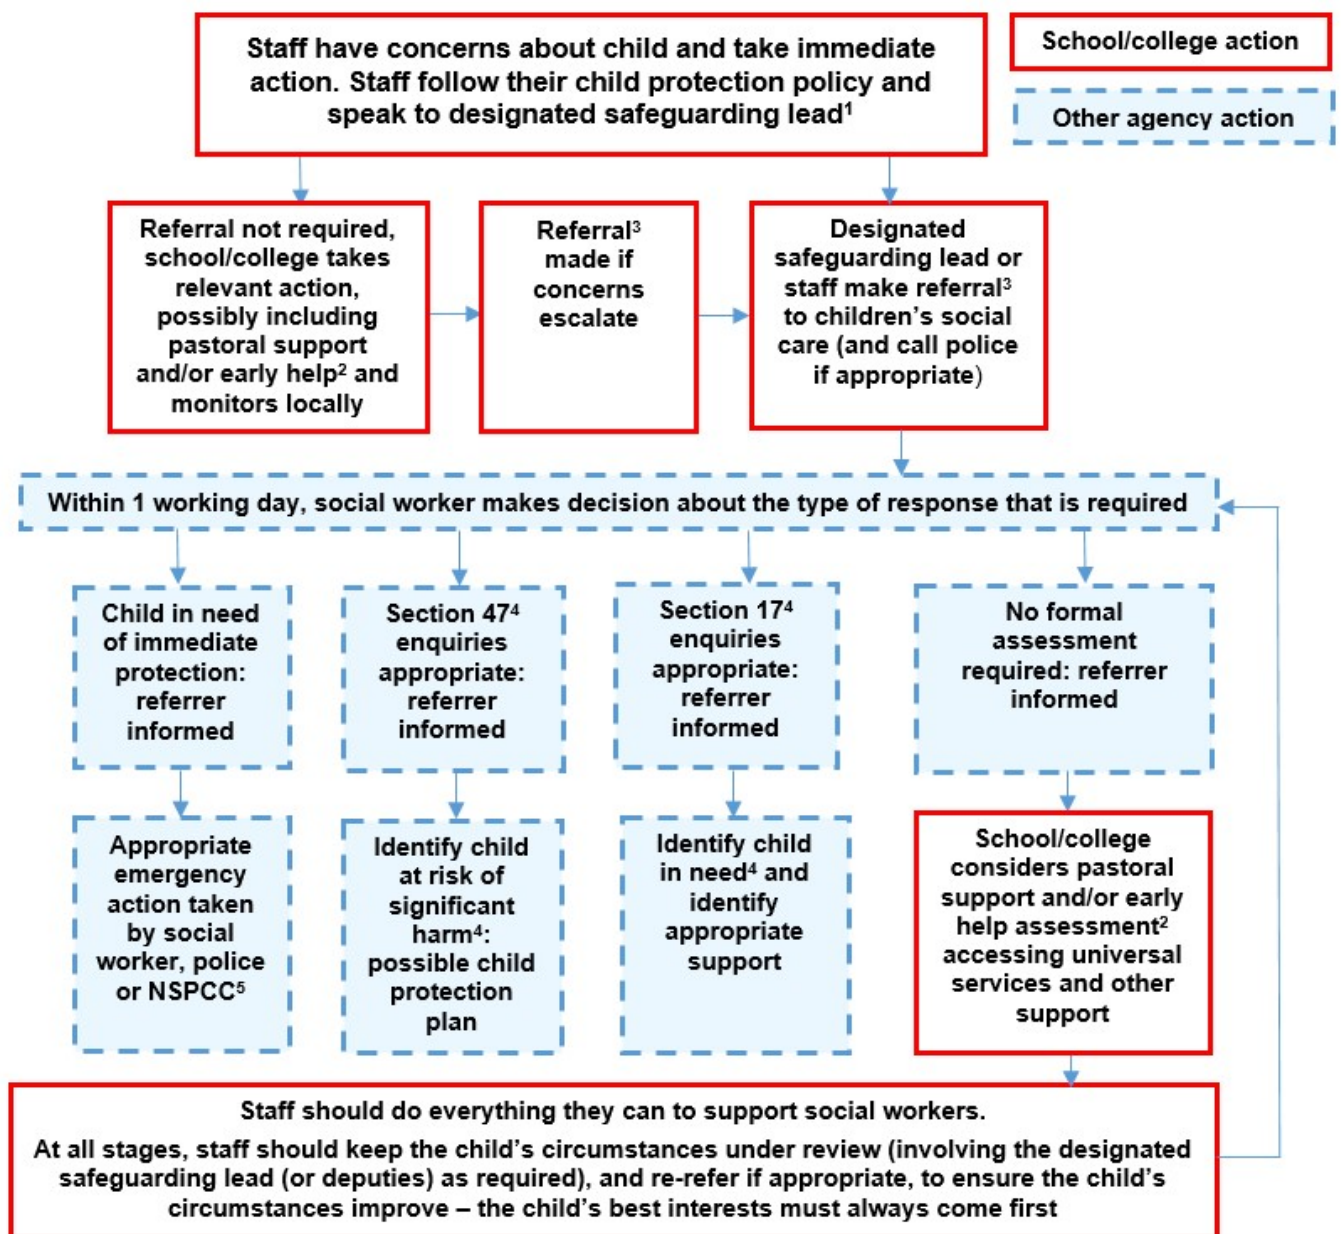 Staff have concerns about child and take immediate
action. Staff follow their child protection policy and
speak to designated safeguarding lead¹
School/college action
Other agency action
Referral not required,
school/college takes
relevant action,
possibly including
pastoral support
and/or early help² and
monitors locally
Referral³
made if
concerns
escalate
Designated
safeguarding lead or
staff make referral³
to children’s social
care (and call police
if appropriate)
Within 1 working day, social worker makes decision about the type of response that is required
Child in need
of immediate
protection:
referrer
informed
Section 47⁴
enquiries
appropriate:
referrer
informed
Section 17⁴
enquiries
appropriate:
referrer
informed
No formal
assessment
required: referrer
informed
Appropriate
emergency
action taken
by social
worker, police
or NSPCC⁵
Identify child
at risk of
significant
harm⁴:
possible child
protection
plan
Identify child
in need⁴ and
identify
appropriate
support
School/college
considers pastoral
support and/or early
help assessment²
accessing universal
services and other
support
Staff should do everything they can to support social workers.
At all stages, staff should keep the child’s circumstances under review (involving the designated
safeguarding lead (or deputies) as required), and re-refer if appropriate, to ensure the child’s
circumstances improve – the child’s best interests must always come first